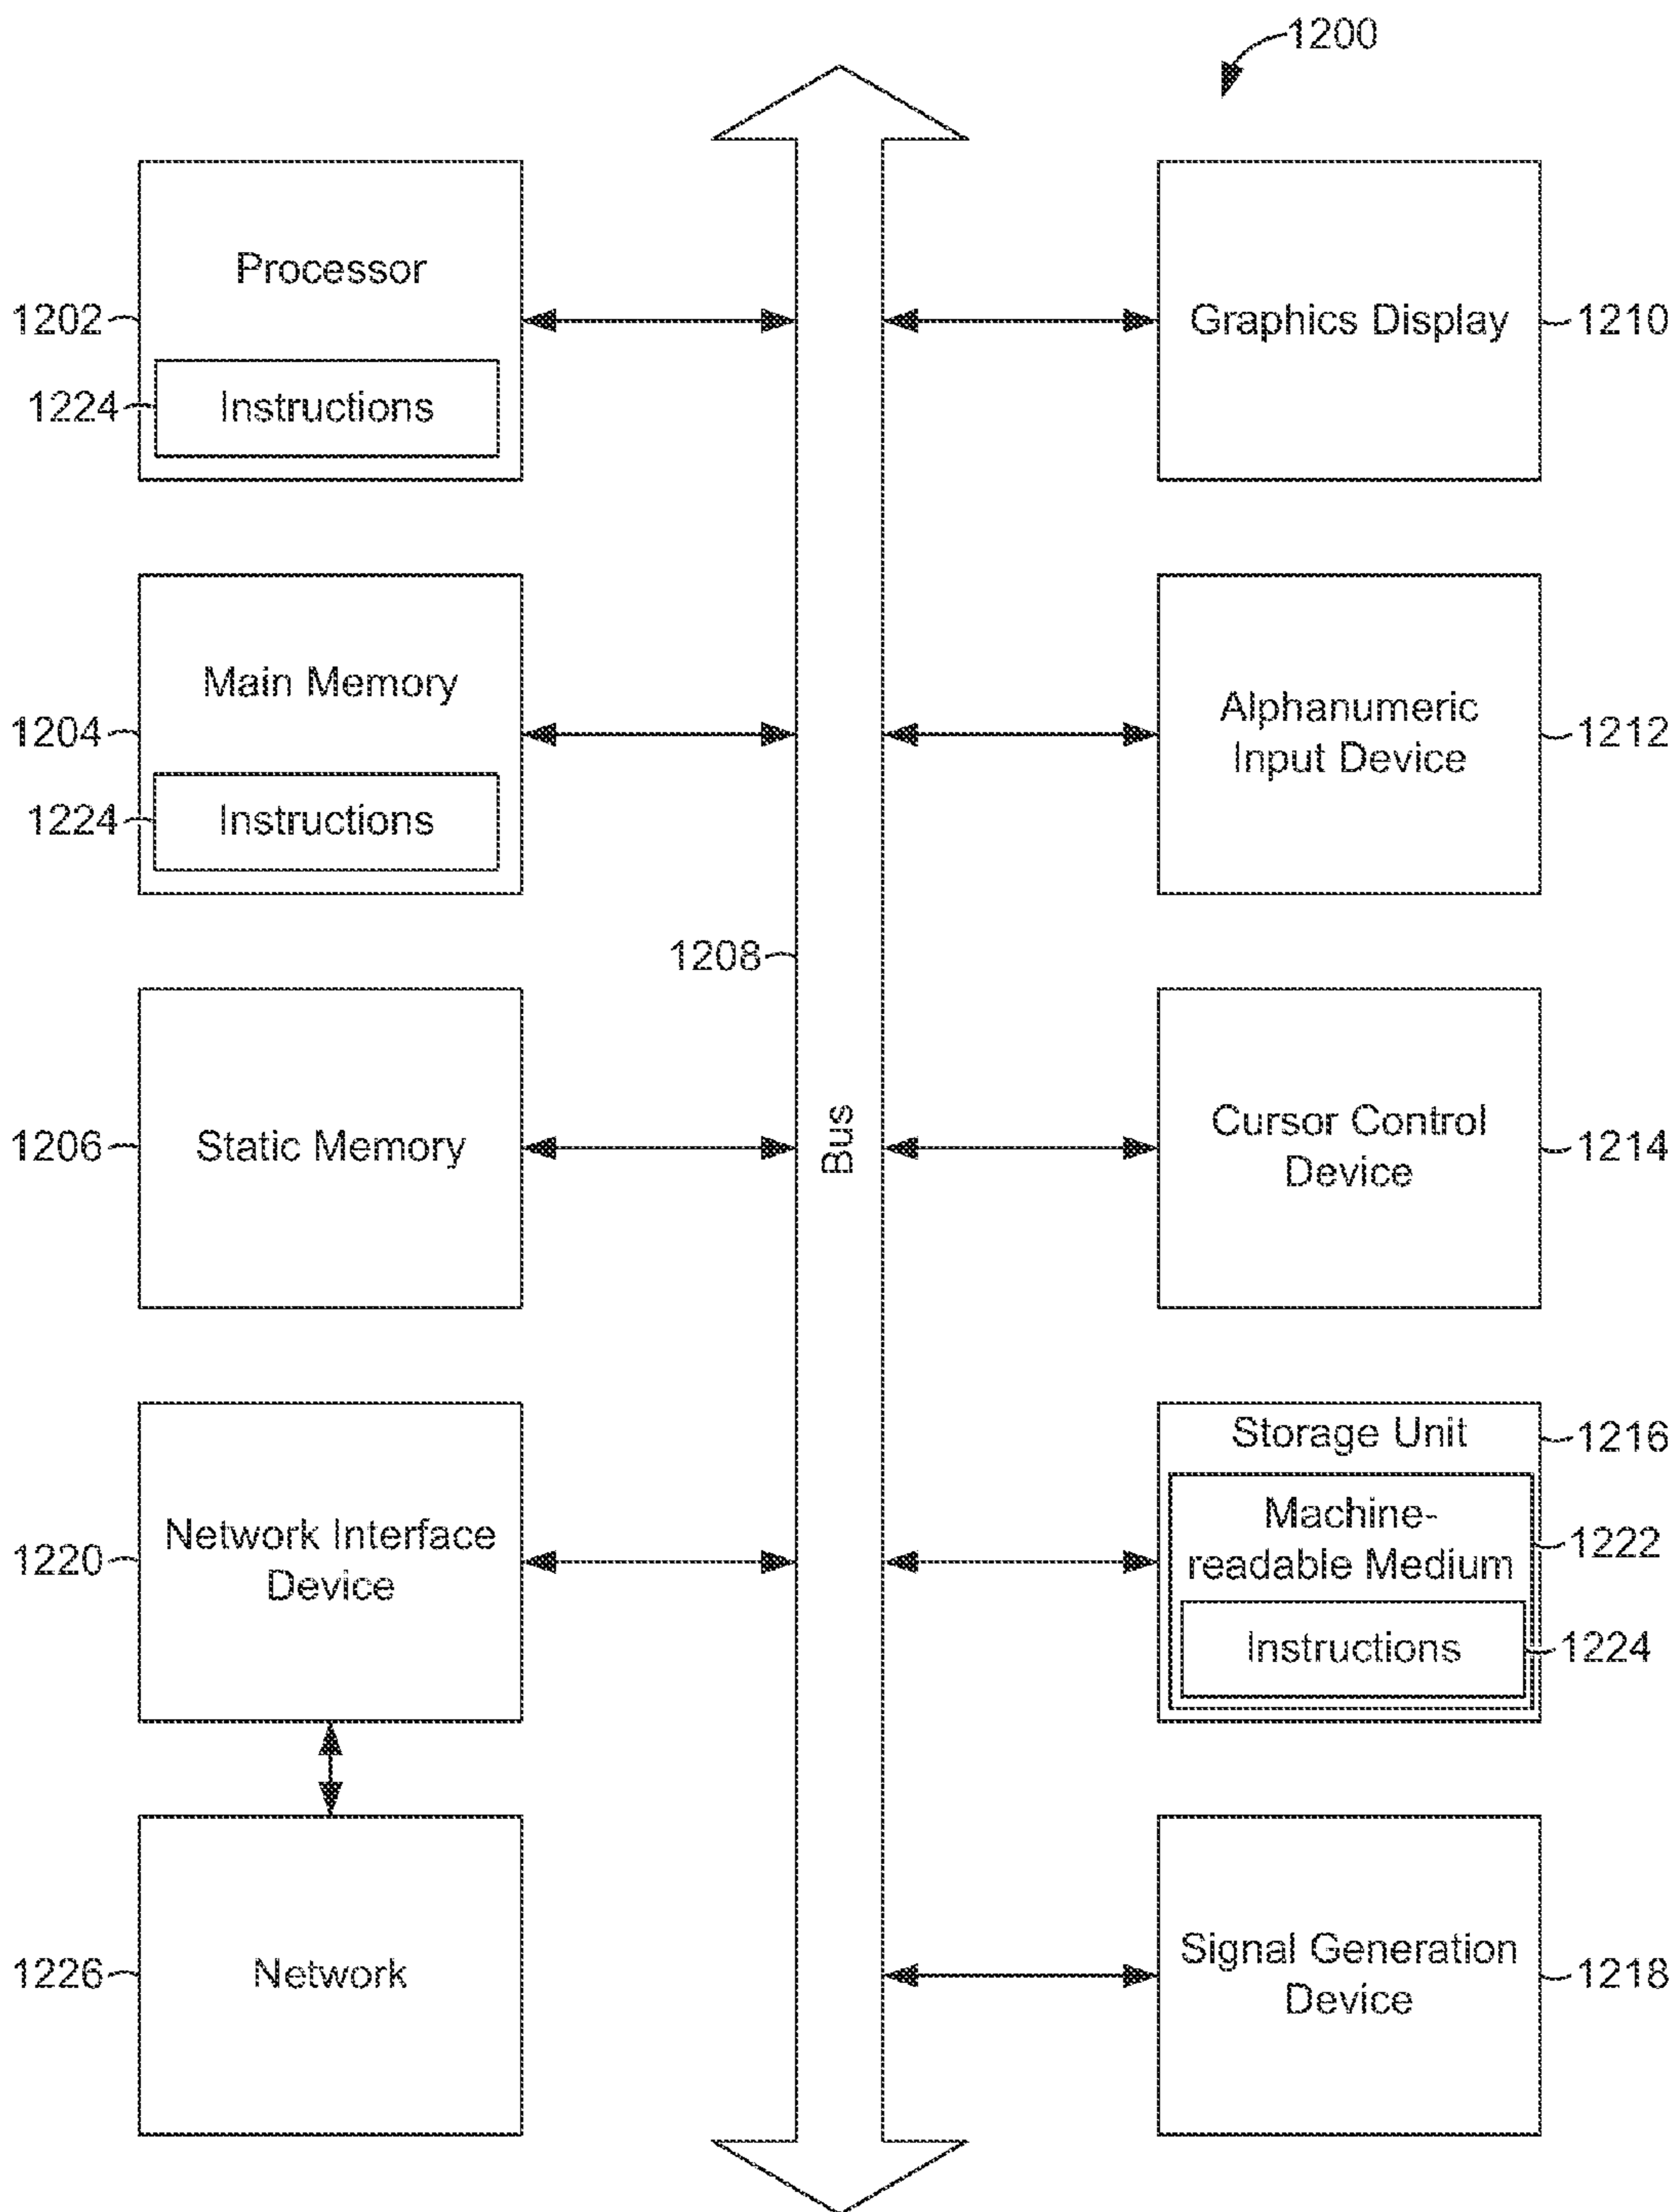 1200
Processor
1202
1224
Instructions
Graphics Display
1210
Main Memory
1204
1224
Instructions
Alphanumeric
Input Device
1212
1208
Bus
1206
Static Memory
Cursor Control
Device
1214
1220
Network Interface
Device
Storage Unit
1216
Machine-
readable Medium
1222
Instructions
1224
1226
Network
Signal Generation
Device
1218